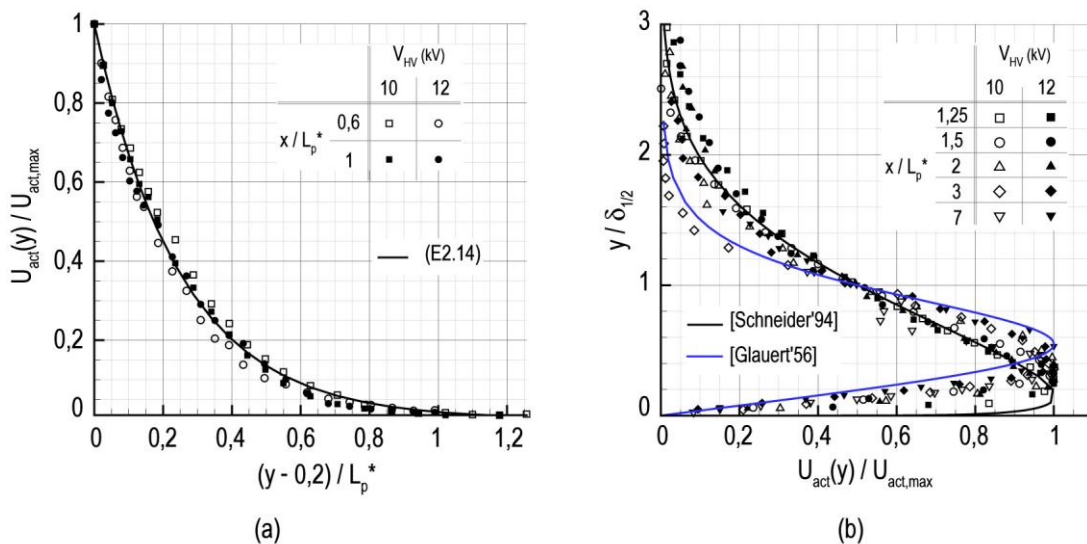 1
0,8
0,6
0,4
0,2
0
U_act(y) / U_act,max
V_HV (kV)
10 12
x / L_p*
0,6
1
(E2.14)
0 0,2 0,4 0,6 0,8 1 1,2
(y - 0,2) / L_p*
(a)
3
2
1
0
y / δ_1/2
V_HV (kV)
10 12
x / L_p*
1,25
1,5
2
3
7
[Schneider'94]
[Glauert'56]
0 0,2 0,4 0,6 0,8 1
U_act(y) / U_act,max
(b)